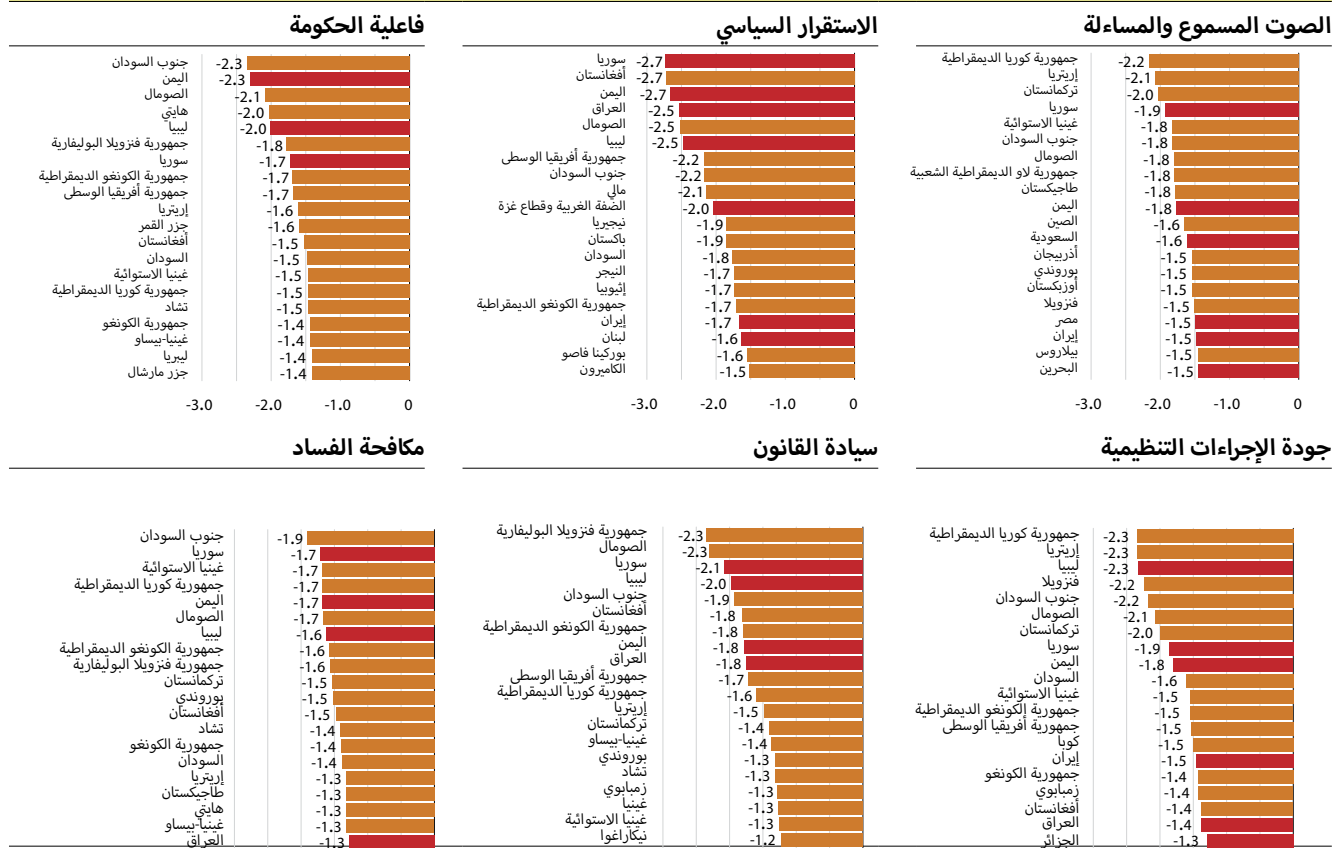 الصوت المسموع والمساءلة
جمهورية كوريا الديمقراطية -2.2
إريتريا -2.1
تركمانستان -2.0
سوريا -1.9
غينيا الاستوائية -1.8
جنوب السودان -1.8
الصومال -1.8
جمهورية لاو الديمقراطية الشعبية -1.8
طاجيكستان -1.8
اليمن -1.8
الصين -1.6
السعودية -1.6
أذربيجان -1.5
بوروندي -1.5
أوزبكستان -1.5
فنزويلا -1.5
مصر -1.5
إيران -1.5
بيلاروس -1.5
البحرين -1.5
-3.0 -2.0 -1.0 0
الاستقرار السياسي
سوريا -2.7
أفغانستان -2.7
اليمن -2.7
العراق -2.5
الصومال -2.5
ليبيا -2.5
جمهورية أفريقيا الوسطى -2.2
جنوب السودان -2.2
مالي -2.1
الضفة الغربية وقطاع غزة -2.0
نيجيريا -1.9
باكستان -1.9
السودان -1.8
النيجر -1.7
إثيوبيا -1.7
جمهورية الكونغو الديمقراطية -1.7
إيران -1.7
لبنان -1.6
بوركينا فاصو -1.6
الكاميرون -1.5
-3.0 -2.0 -1.0 0
فاعلية الحكومة
جنوب السودان -2.3
اليمن -2.3
الصومال -2.1
هايتي -2.0
ليبيا -2.0
جمهورية فنزويلا البوليفارية -1.8
سوريا -1.7
جمهورية الكونغو الديمقراطية -1.7
جمهورية أفريقيا الوسطى -1.7
إريتريا -1.6
جزر القمر -1.6
أفغانستان -1.5
السودان -1.5
غينيا الاستوائية -1.5
جمهورية كوريا الديمقراطية -1.5
تشاد -1.5
جمهورية الكونغو -1.4
غينيا-بيساو -1.4
ليبريا -1.4
جزر مارشال -1.4
-3.0 -2.0 -1.0 0
جودة الإجراءات التنظيمية
جمهورية كوريا الديمقراطية -2.3
إريتريا -2.3
ليبيا -2.3
فنزويلا -2.2
جنوب السودان -2.2
الصومال -2.1
تركمانستان -2.0
سوريا -1.9
اليمن -1.8
السودان -1.6
غينيا الاستوائية -1.5
جمهورية الكونغو الديمقراطية -1.5
جمهورية أفريقيا الوسطى -1.5
كوبا -1.5
إيران -1.5
جمهورية الكونغو -1.4
زمبابوي -1.4
أفغانستان -1.4
العراق -1.4
الجزائر -1.3
سيادة القانون
جمهورية فنزويلا البوليفارية -2.3
الصومال -2.3
سوريا -2.1
ليبيا -2.0
جنوب السودان -1.9
أفغانستان -1.8
جمهورية الكونغو الديمقراطية -1.8
اليمن -1.8
العراق -1.8
جمهورية أفريقيا الوسطى -1.7
جمهورية كوريا الديمقراطية -1.6
إريتريا -1.5
تركمانستان -1.4
غينيا-بيساو -1.4
بوروندي -1.3
تشاد -1.3
زمبابوي -1.3
غينيا -1.3
غينيا الاستوائية -1.3
نيكاراغوا -1.2
مكافحة الفساد
جنوب السودان -1.9
سوريا -1.7
غينيا الاستوائية -1.7
جمهورية كوريا الديمقراطية -1.7
اليمن -1.7
الصومال -1.7
ليبيا -1.6
جمهورية الكونغو الديمقراطية -1.6
جمهورية فنزويلا البوليفارية -1.6
تركمانستان -1.5
بوروندي -1.5
أفغانستان -1.5
تشاد -1.4
جمهورية الكونغو -1.4
السودان -1.4
إريتريا -1.3
طاجيكستان -1.3
هايتي -1.3
غينيا-بيساو -1.3
العراق -1.3